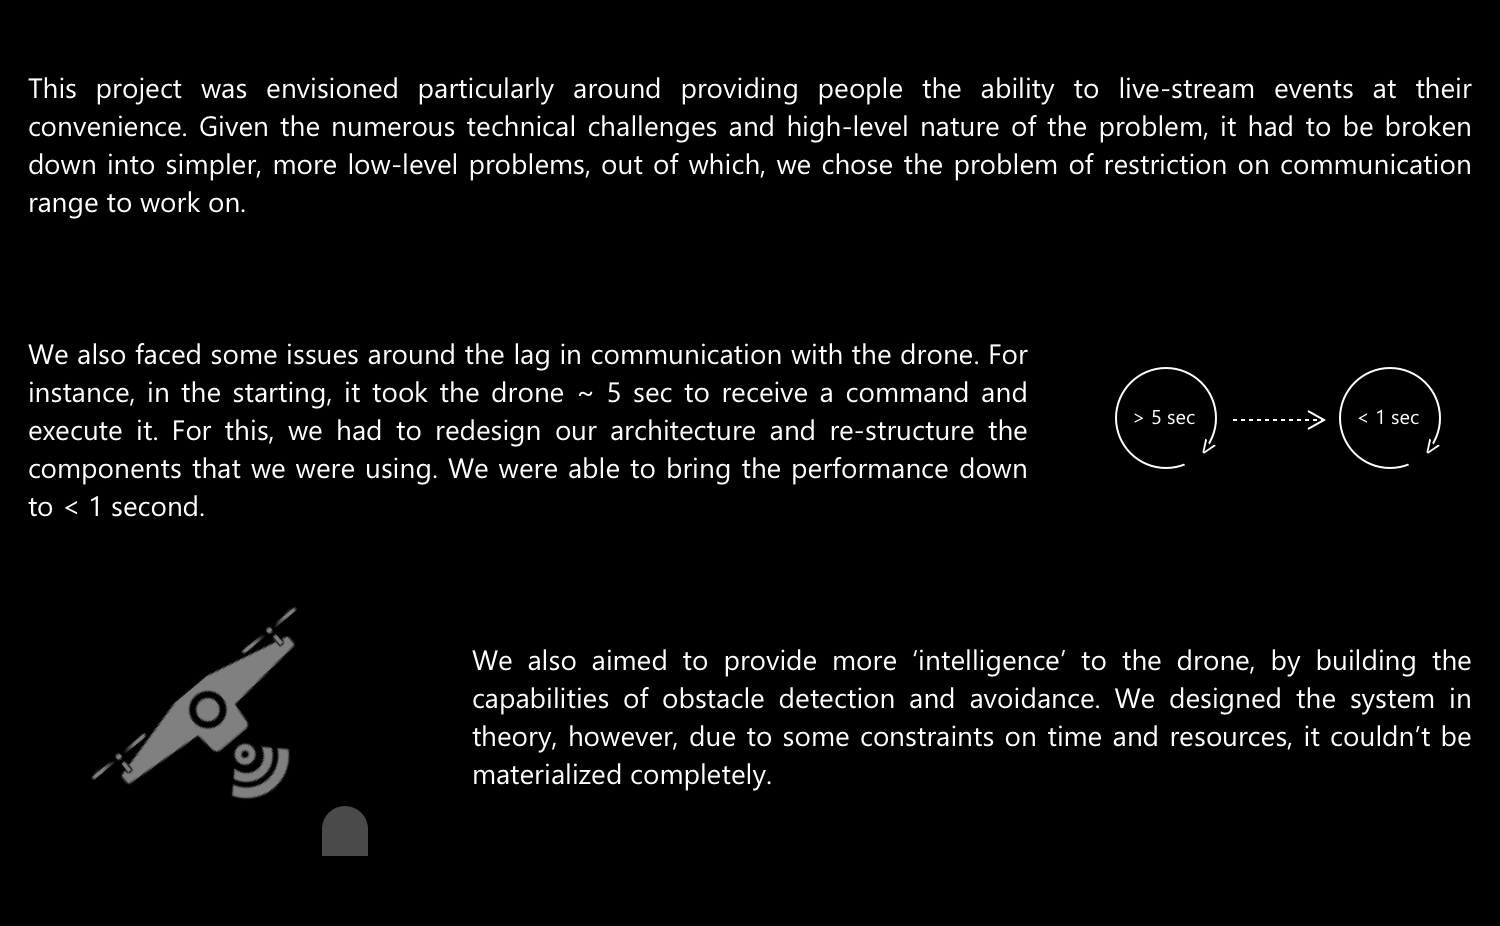 This project was envisioned particularly around providing people the ability to live-stream events at their
convenience. Given the numerous technical challenges and high-level nature of the problem, it had to be broken
down into simpler, more low-level problems, out of which, we chose the problem of restriction on communication
range to work on.
We also faced some issues around the lag in communication with the drone. For
instance, in the starting, it took the drone ~ 5 sec to receive a command and
execute it. For this, we had to redesign our architecture and re-structure the
components that we were using. We were able to bring the performance down
to < 1 second.
> 5 sec
< 1 sec
We also aimed to provide more ‘intelligence’ to the drone, by building the
capabilities of obstacle detection and avoidance. We designed the system in
theory, however, due to some constraints on time and resources, it couldn’t be
materialized completely.